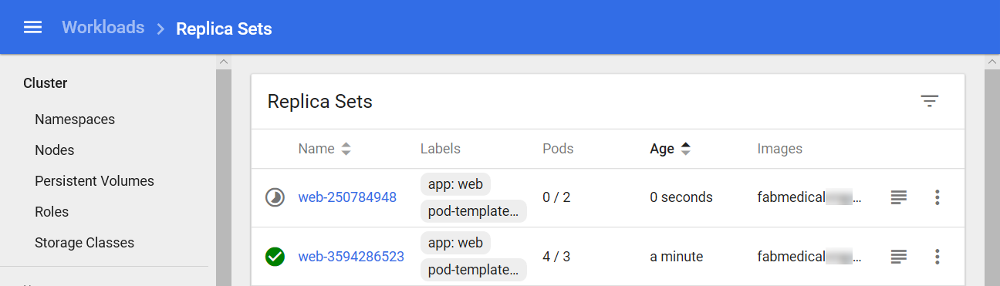 Workloads > Replica Sets
Cluster
Namespaces
Nodes
Persistent Volumes
Roles
Storage Classes
Replica Sets
Name Labels Pods Age Images
app: web
web-250784948 0 / 2 0 seconds fabmedical
pod-template...
app: web
web-3594286523 4 / 3 a minute fabmedical
pod-template...